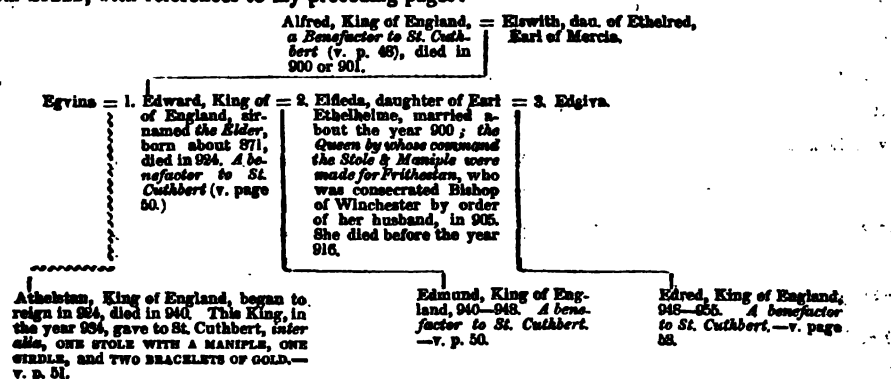 Alfred, King of England, = Elswith, dau. of Ethelred,
a Benefactor to St. Cuth- Earl of Mercia.
bert (v. p. 48), died in
900 or 901.
Egvina = 1. Edward, King of = 2. Elfleda, daughter of Earl = 3. Edgiva.
of England, sir-
named the Elder,
born about 871,
died in 924. A be-
nefactor to St.
Cuthbert (v. page
50.)
Ethelhelme, married a-
bout the year 900; the
Queen by whose command
the Stole & Maniple were
made for Frithestan, who
was consecrated Bishop
of Winchester by order
of her husband, in 905.
She died before the year
916.
Athelstan, King of England, began to
reign in 924, died in 940. This King, in
the year 934, gave to St. Cuthbert, inter
alia, ONE STOLE WITH A MANIPLE, ONE
GIRDLE, and TWO BRACELETS OF GOLD.—
v. p. 51.
Edmund, King of Eng-
land, 940—948. A bene-
factor to St. Cuthbert.
—v. p. 50.
Edred, King of England,
948—955. A benefactor
to St. Cuthbert.—v. page
58.